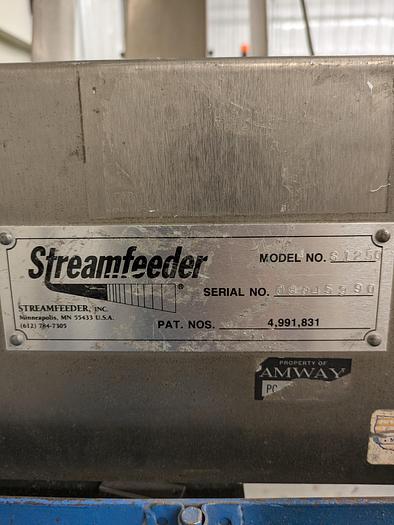 Streamfeeder®
MODEL NO.
SERIAL NO.
STREAMFEEDER, INC.
Minneapolis, MN 55433 U.S.A.
(612) 784-7305
PAT. NOS. 4,991,831
PROPERTY OF
AMWAY
PC